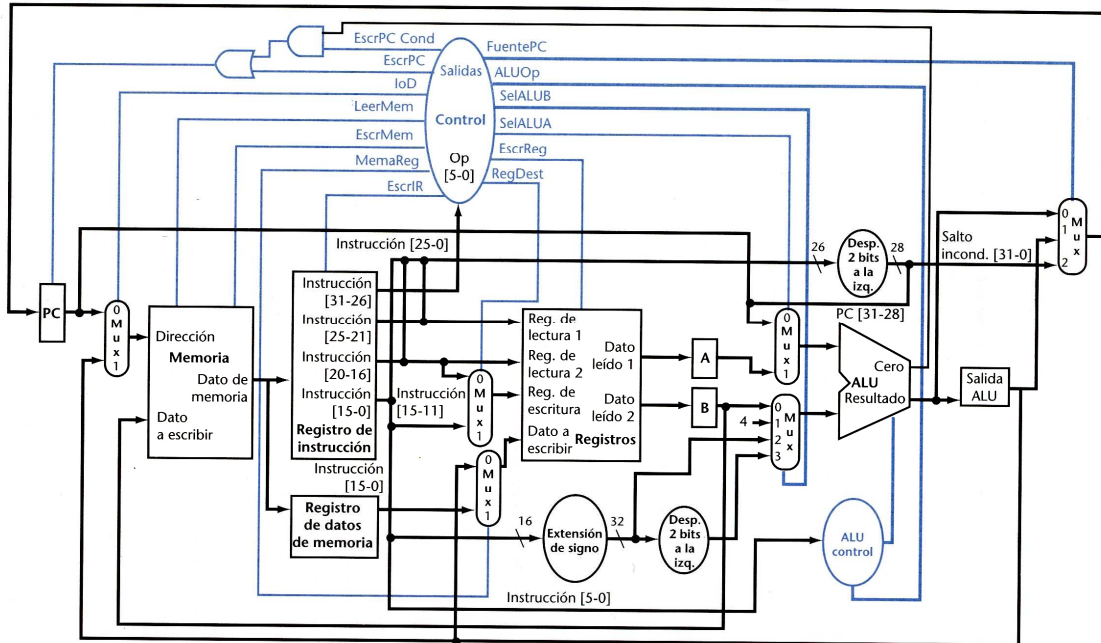 EscrPC Cond
EscrPC
IoD
LeerMem
EscrMem
MemaReg
EscrIR
Salidas
Control
Op
[5-0]
FuentePC
ALUOp
SelALUB
SelALUA
EscrReg
RegDest
Instrucción [25-0]
26
Desp.
2 bits
a la
izq.
28
Salto
incond. [31-0]
0
1
2
M
u
x
PC [31-28]
PC
0
M
u
x
1
Dirección
Memoria
Dato de
memoria
Dato
a escribir
Instrucción
[31-26]
Instrucción
[25-21]
Instrucción
[20-16]
Instrucción
[15-0]
Registro de
instrucción
Instrucción
[15-11]
Instrucción
[15-0]
Registro
de datos
de memoria
0
M
u
x
1
0
M
u
x
1
Reg. de
lectura 1
Reg. de
lectura 2
Reg. de
escritura
Dato a
escribir
Dato
leído 1
Dato
leído 2
Registros
A
B
4
0
M
u
x
1
0
1
2
3
M
u
x
Cero
ALU
Resultado
Salida
ALU
16
Extensión
de signo
32
Desp.
2 bits
a la
izq.
ALU
control
Instrucción [5-0]